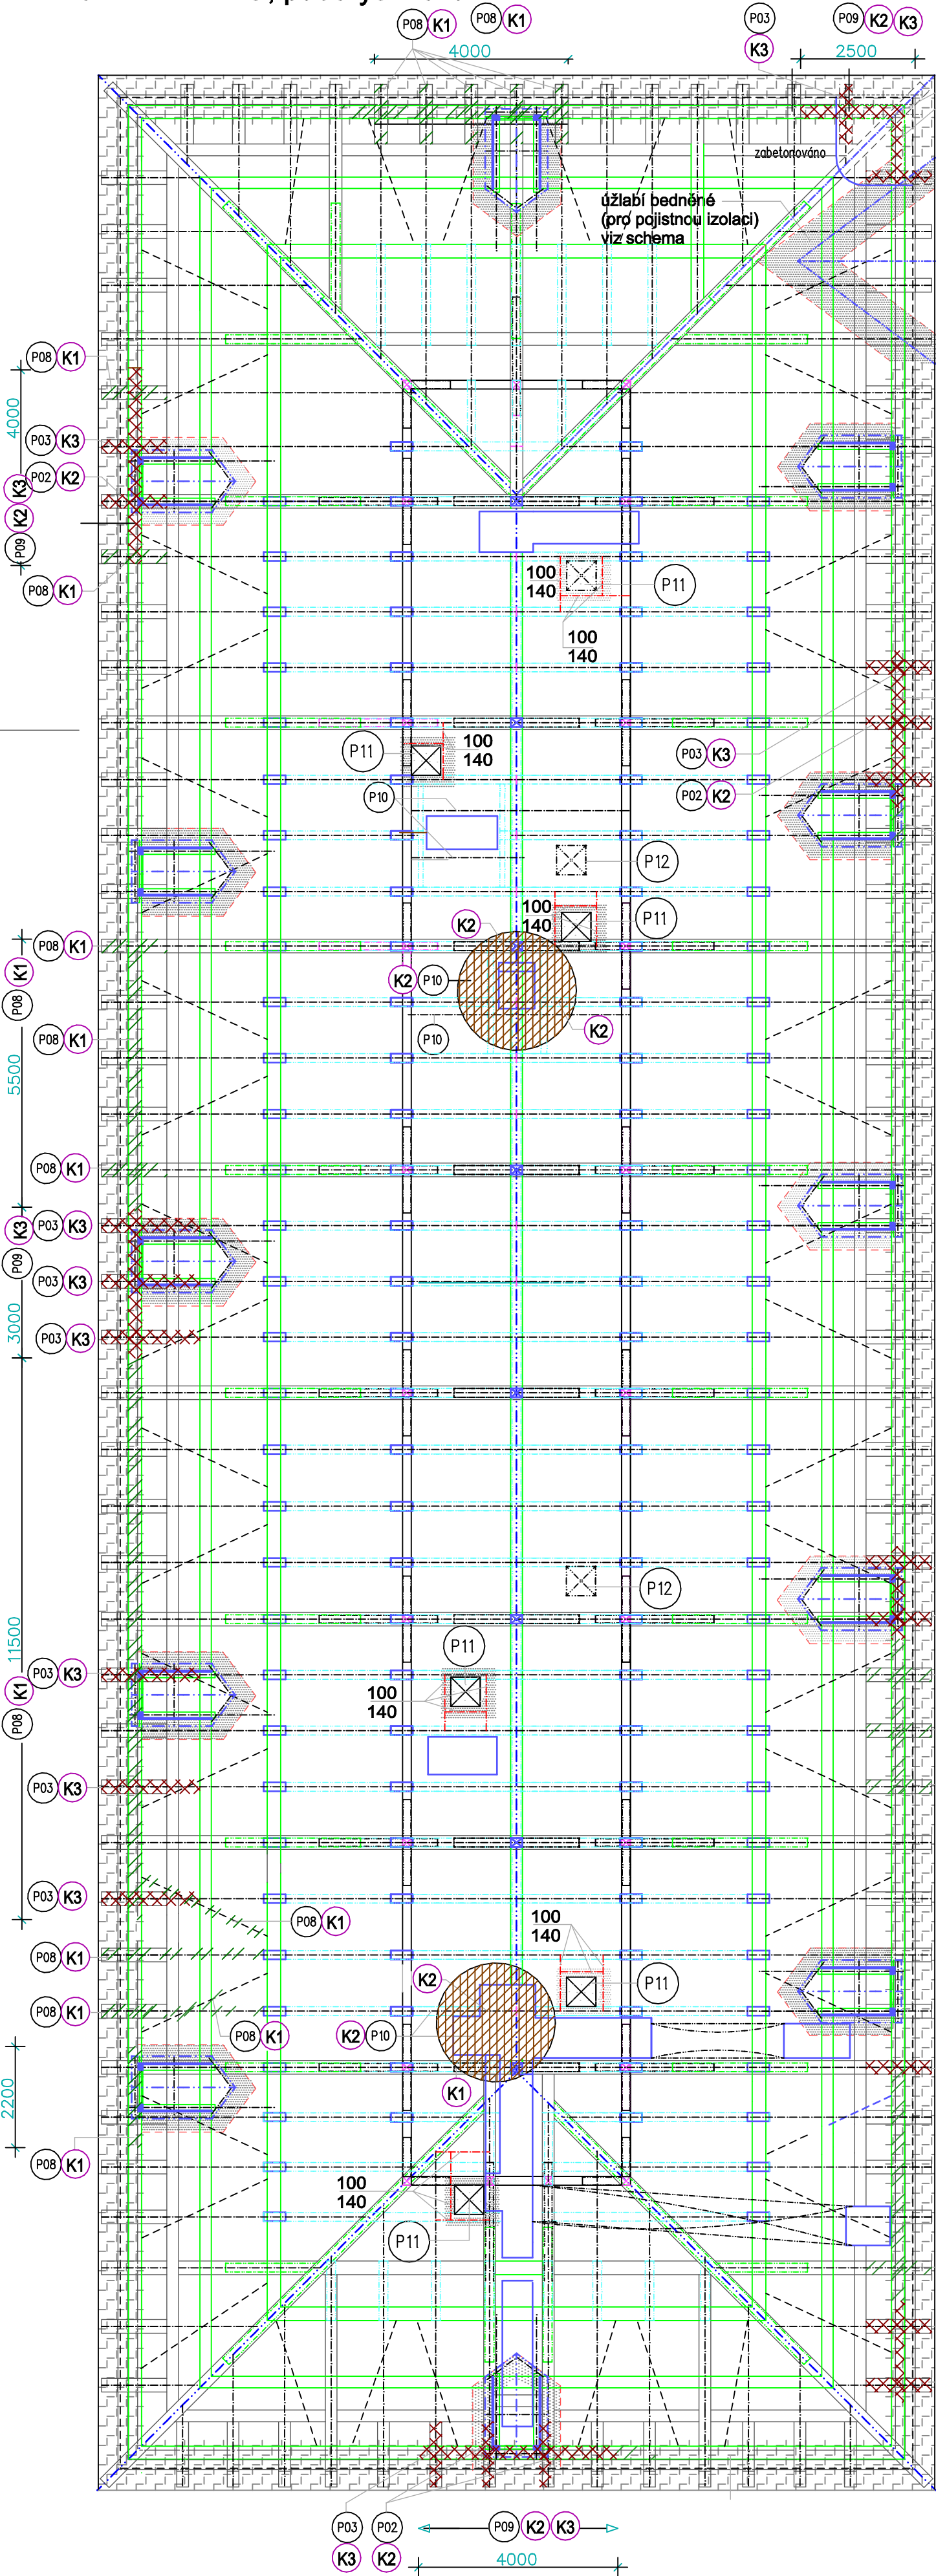 P08 K1
P08 K1
P03
K3
P09 K2 K3
4000
2500
zabetonováno
úžlabí bedněné
(pro pojistnou izolaci)
viz schema
P08 K1
4000
P03 K3
P02 K2
P09 K2 K3
P08 K1
100
140
P11
100
140
P11
100
140
P03 K3
P02 K2
P10
P12
100
140
P11
K2
P08 K1
P08 K1
K2 P10
K2
P10
P08 K1
5500
P08 K1
P03 K3
P09 K3
P03 K3
3000
P03 K3
P12
11500
P11
P03 K3
100
140
P08 K1
P03 K3
P03 K3
P08 K1
100
140
P08 K1
K2
P11
P08 K1
P08 K1
K2 P10
2200
K1
P08 K1
100
140
P11
P03
K3
P02
K2
P09 K2 K3
4000